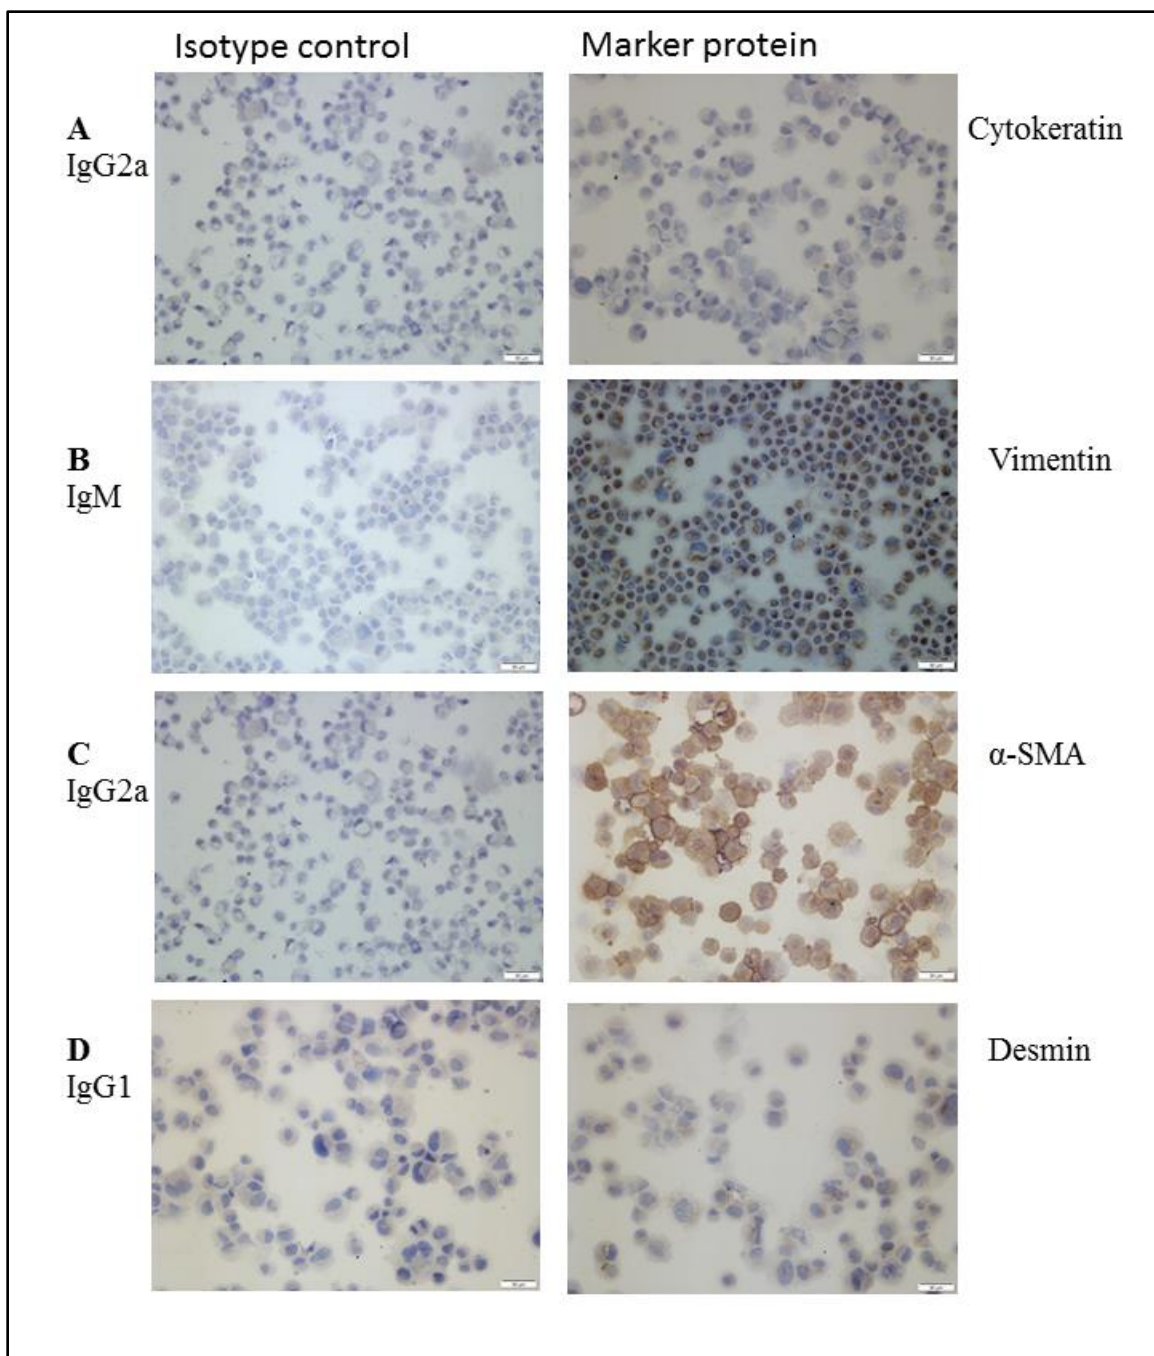 Isotype control
Marker protein
A
IgG2a
Cytokeratin
B
IgM
Vimentin
C
IgG2a
α-SMA
D
IgG1
Desmin